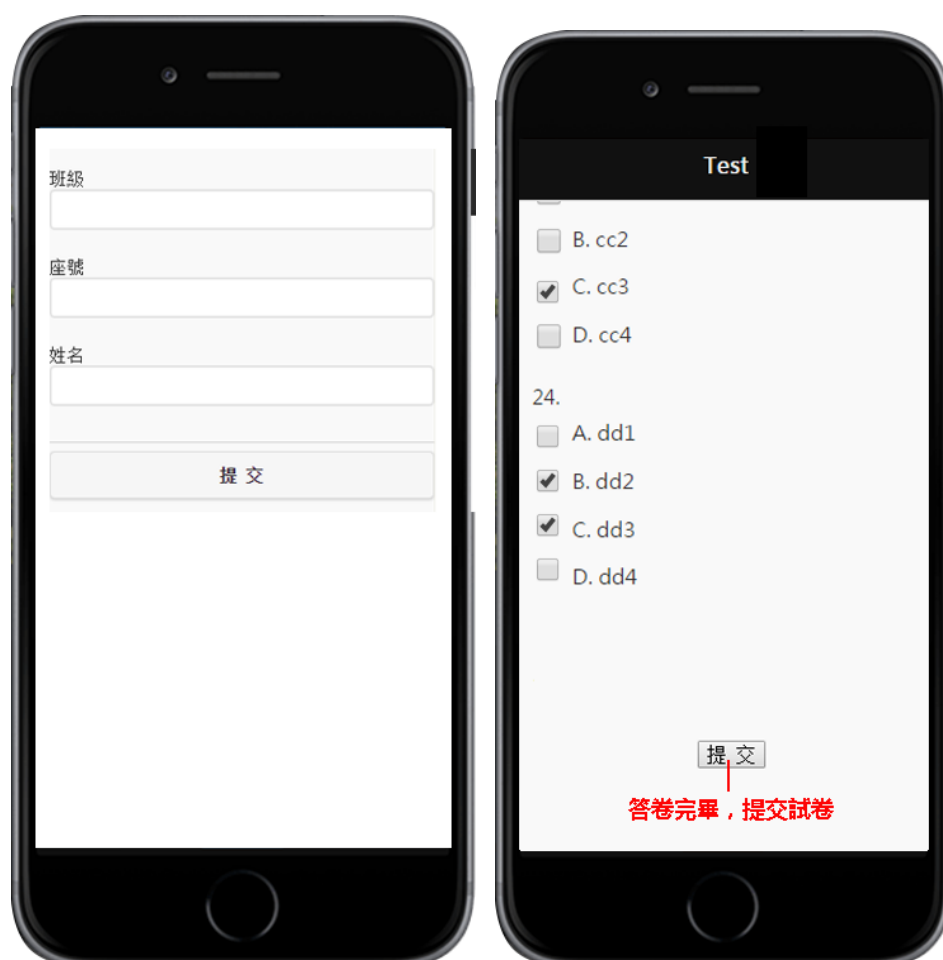 班級
座號
姓名
提 交
Test
B. cc2
C. cc3
D. cc4
24.
A. dd1
B. dd2
C. dd3
D. dd4
提 交
答卷完畢，提交試卷